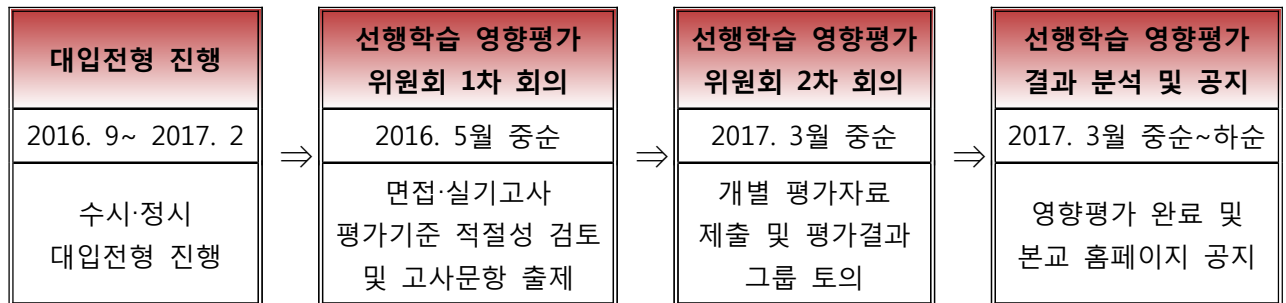 대입전형 진행
2016. 9~ 2017. 2
수시·정시
대입전형 진행
⇒
선행학습 영향평가
위원회 1차 회의
2016. 5월 중순
면접·실기고사
평가기준 적절성 검토
및 고사문항 출제
⇒
선행학습 영향평가
위원회 2차 회의
2017. 3월 중순
개별 평가자료
제출 및 평가결과
그룹 토의
⇒
선행학습 영향평가
결과 분석 및 공지
2017. 3월 중순~하순
영향평가 완료 및
본교 홈페이지 공지